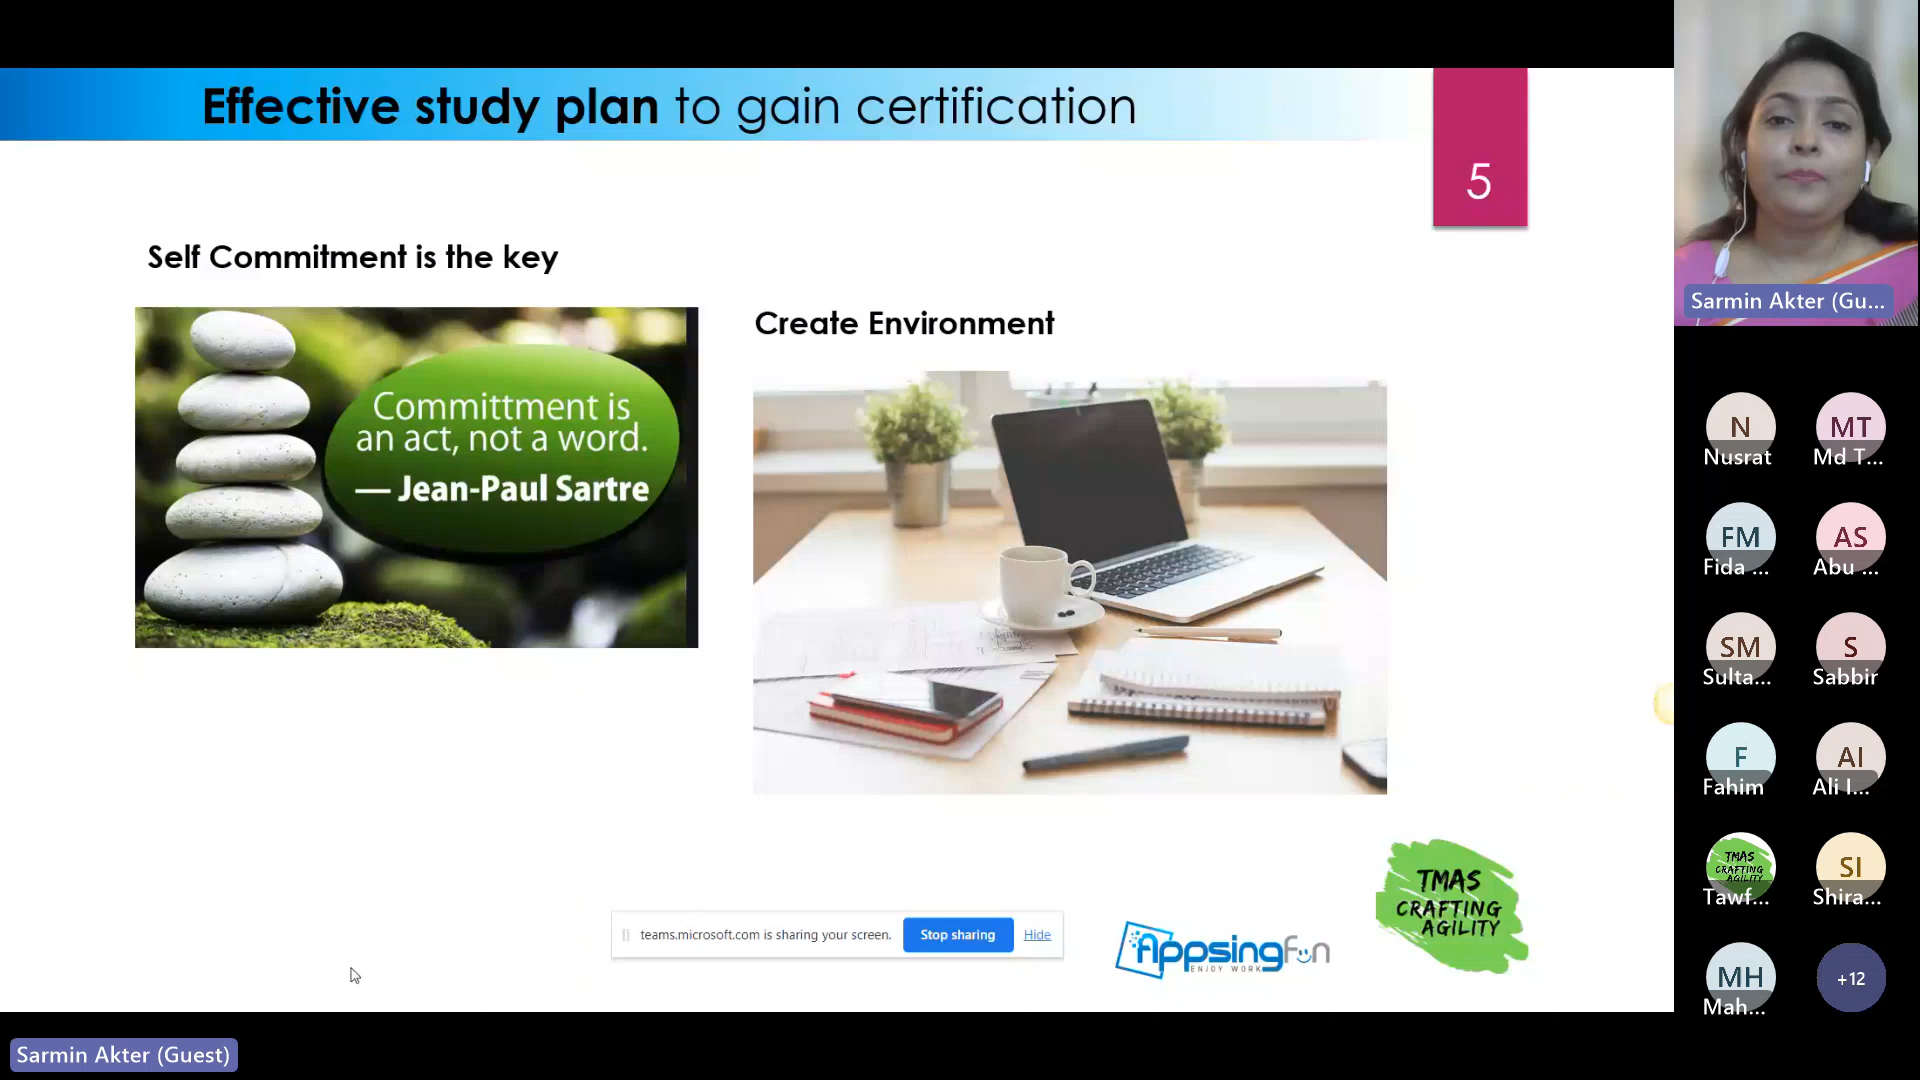 Effective study plan to gain certification
5
Self Commitment is the key
Committment is
an act, not a word.
— Jean-Paul Sartre
Create Environment
teams.microsoft.com is sharing your screen.
Stop sharing
Hide
AppsingFun
ENJOY WORK
TMAS
CRAFTING
AGILITY
Sarmin Akter (Gu...
N
Nusrat
MT
Md T...
FM
Fida ...
AS
Abu ...
SM
Sulta...
S
Sabbir
F
Fahim
AI
Ali I...
TMAS
CRAFTING
AGILITY
Tawf...
SI
Shira...
MH
Mah...
+12
Sarmin Akter (Guest)